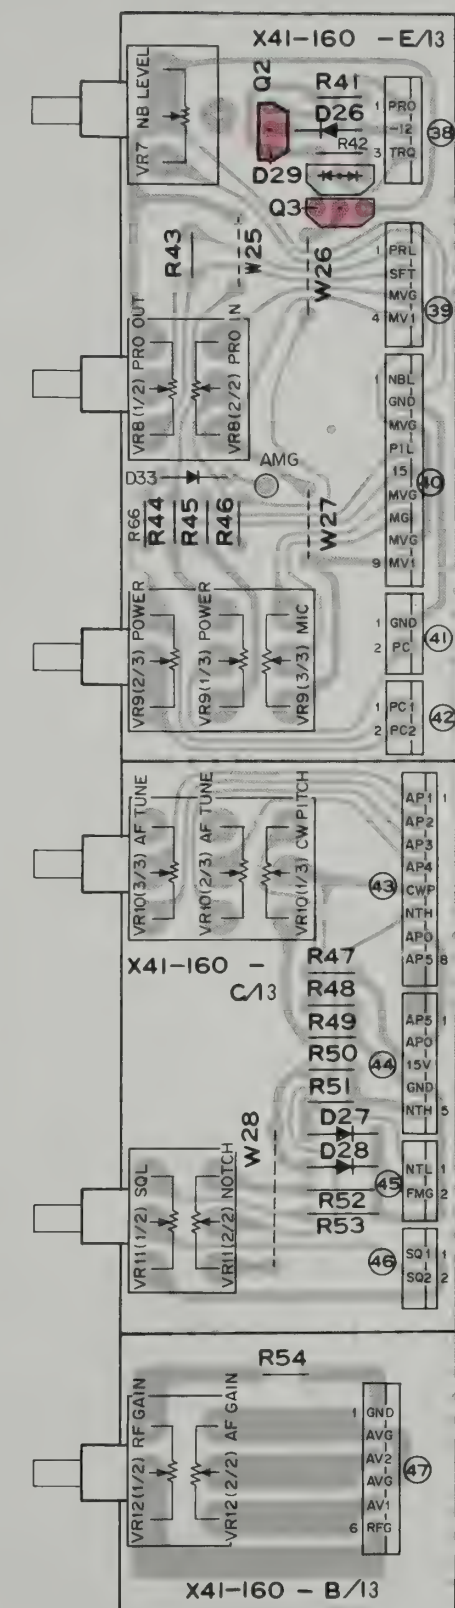 X41-160 - E/13
NB LEVEL
VR7
Q2
R41
D26
R42
D29
Q3
1 PRO
-12
3 TRQ
38
R43
W25
W26
1 PRL
SFT
MVG
4 MV1
39
VR8(1/2) PRO OUT
VR8(2/2) PRO IN
1 NBL
GND
MVG
PIL
15
MVG
MG
MVG
9 MV1
40
D33
AMG
R66
R44
R45
R46
W27
VR9(2/3) POWER
VR9(1/3) POWER
VR9(3/3) MIC
1 GND
2 PC
41
1 PC1
2 PC2
42
VR10(3/3) AF TUNE
VR10(2/3) AF TUNE
VR10(1/3) CW PITCH
AP1 1
AP2
AP3
AP4
CWP
NTH
APO
AP5 8
43
X41-160 -
C/13
R47
R48
R49
R50
R51
D27
D28
R52
R53
AP5 1
APO
15V
GND
NTH 5
44
W28
NTL 1
FMG 2
45
VR11(1/2) SQL
VR11(2/2) NOTCH
SQ1 1
SQ2 2
46
R54
VR12(1/2) RF GAIN
VR12(2/2) AF GAIN
1 GND
AVG
AV2
AVG
AV1
6 RFG
47
X41-160 - B/13